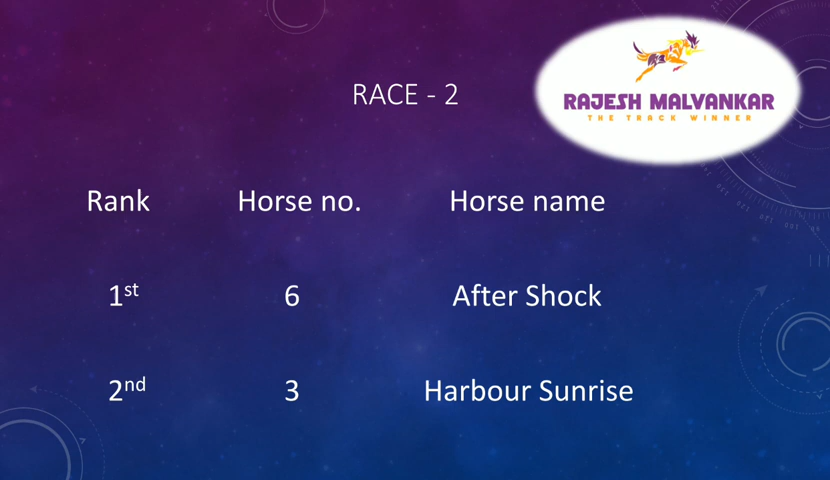 RACE - 2
RAJESH MALVANKAR
THE TRACK WINNER
Rank Horse no. Horse name
1st 6 After Shock
2nd 3 Harbour Sunrise